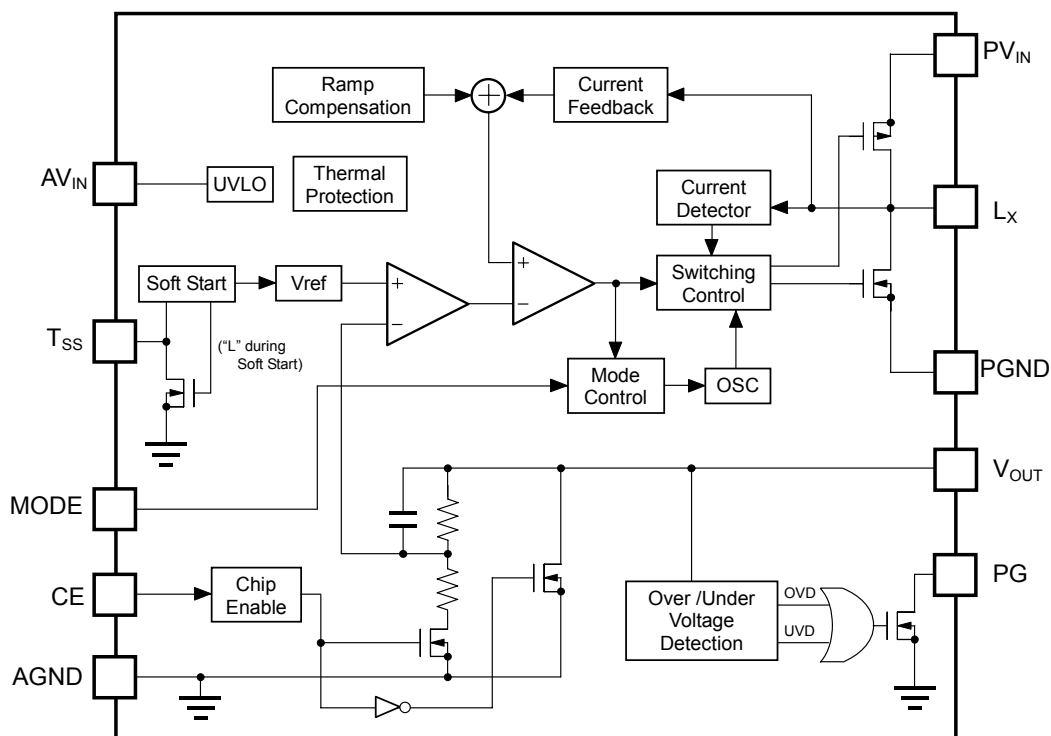 PVIN
Ramp
Compensation
Current
Feedback
AVIN
UVLO
Thermal
Protection
Current
Detector
LX
Soft Start
Vref
+
−
+
−
Switching
Control
TSS
("L" during
Soft Start)
Mode
Control
OSC
PGND
VOUT
MODE
CE
Chip
Enable
Over /Under
Voltage
Detection
OVD
UVD
PG
AGND